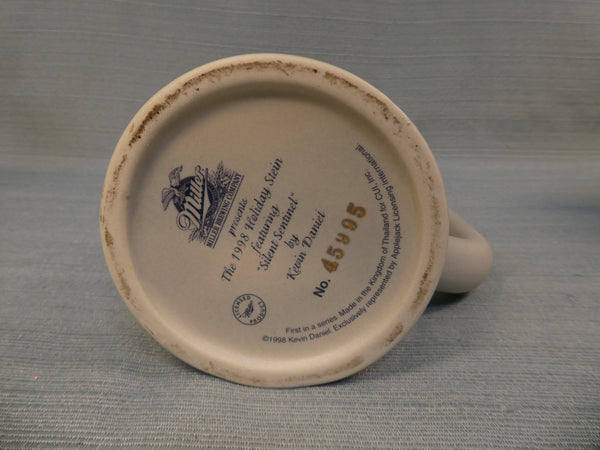 Miller
MILLER BREWING COMPANY
presents
The 1998 Holiday Stein
featuring
"Silent Sentinel"
by
Kevin Daniel
No. 45995
LICENSED PRODUCT
First in a series. Made in the Kingdom of Thailand for CUI, Inc.
©1998 Kevin Daniel. Exclusively represented by Applejack Licensing International.